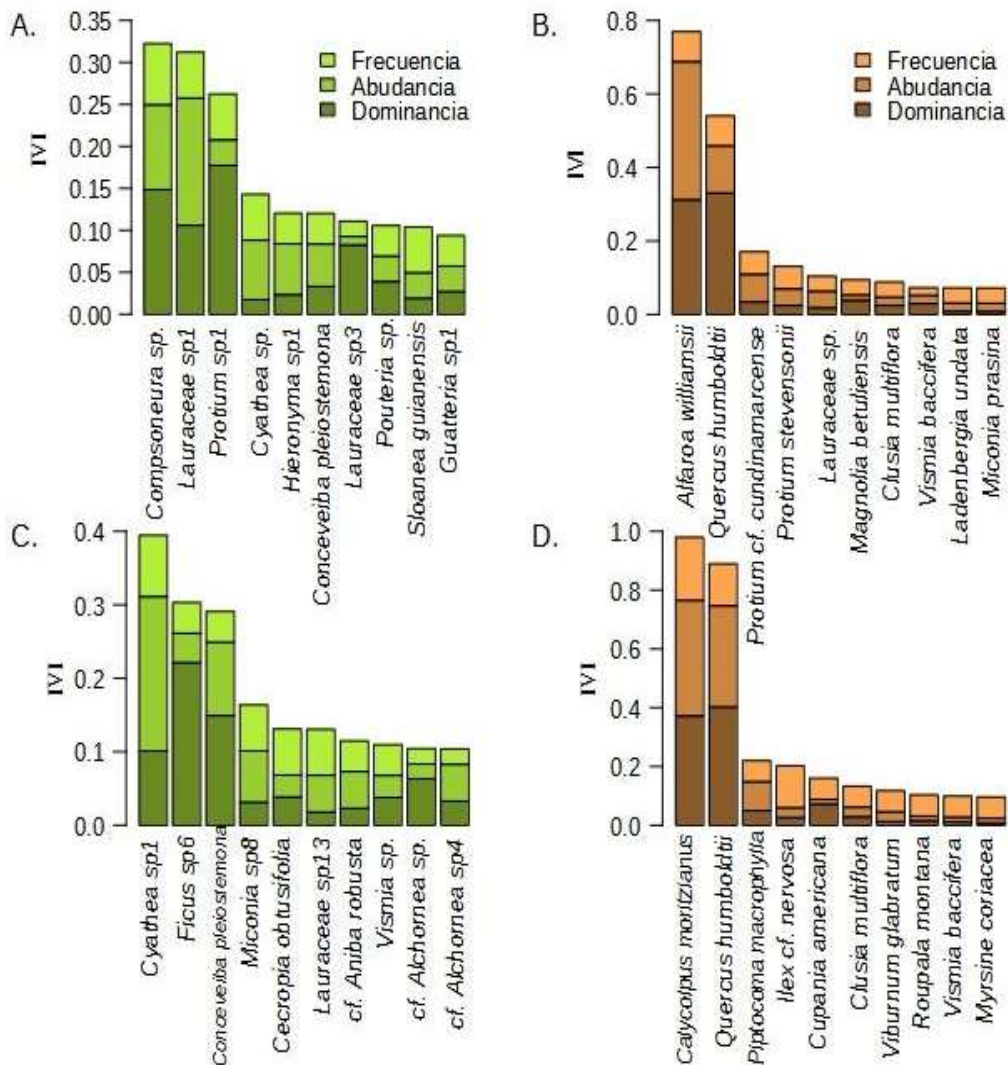 A.
IVI
0.35
0.30
0.25
0.20
0.15
0.10
0.05
0.00
Frecuencia
Abudancia
Dominancia
Compsoneura sp.
Lauraceae sp1
Protium sp1
Cyathea sp.
Hieronyma sp1
Conceveiba pleiostemona
Lauraceae sp3
Pouteria sp.
Sloanea guianensis
Guatteria sp1
B.
IVI
0.8
0.6
0.4
0.2
0.0
Frecuencia
Abudancia
Dominancia
Alfaroa williamsii
Quercus humboldtii
Protium cf. cundinamarcense
Protium stevensonii
Lauraceae sp.
Magnolia betuliensis
Clusia multiflora
Vismia baccifera
Ladenbergia undata
Miconia prasina
C.
IVI
0.4
0.3
0.2
0.1
0.0
Cyathea sp1
Ficus sp6
Conceveiba pleiostemona
Miconia sp8
Cecropia obtusifolia
Lauraceae sp13
cf. Aniba robusta
Vismia sp.
cf. Alchornea sp.
cf. Alchornea sp4
D.
IVI
1.0
0.8
0.6
0.4
0.2
0.0
Calycolpus moritzianus
Quercus humboldtii
Piptocoma macrophylla
Ilex cf. nervosa
Cupania americana
Clusia multiflora
Viburnum glabratum
Roupala montana
Vismia baccifera
Myrsine coriacea